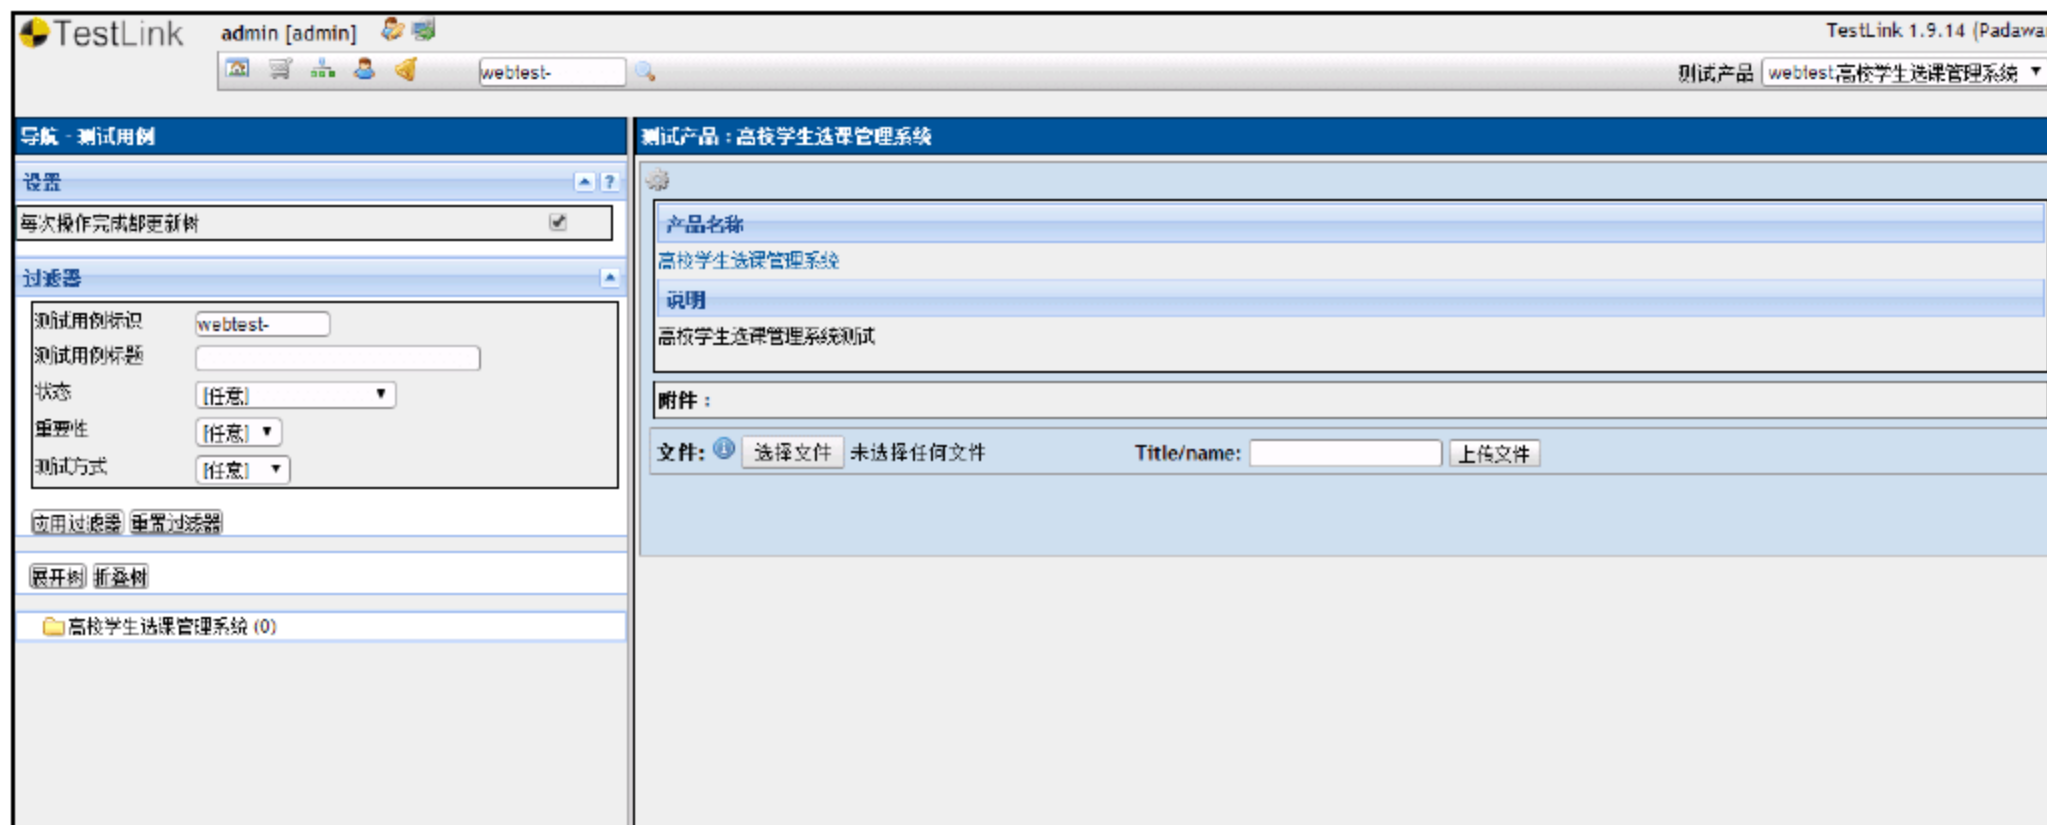 TestLink admin [admin] TestLink 1.9.14 (Padawa
webtest- 测试产品 webtest:高校学生选课管理系统
导航 - 测试用例
设置
每次操作完成都更新树
过滤器
测试用例标识 webtest-
测试用例标题
状态 [任意]
重要性 [任意]
测试方式 [任意]
应用过滤器 重置过滤器
展开树 折叠树
高校学生选课管理系统 (0)
测试产品 : 高校学生选课管理系统
产品名称
高校学生选课管理系统
说明
高校学生选课管理系统测试
附件 :
文件: 选择文件 未选择任何文件 Title/name: 上传文件